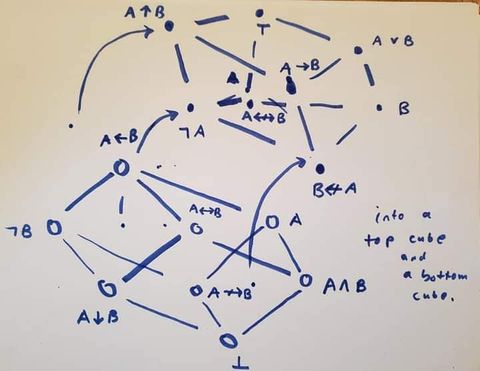 A ↑ B
T
A ∨ B
A → B
A
A ↔ B
B
¬A
A ← B
B ↚ A
A ↔ B
A
¬B
A ↛ B
A ∧ B
A ↓ B
⊥
into a
top cube
and
a bottom
cube.